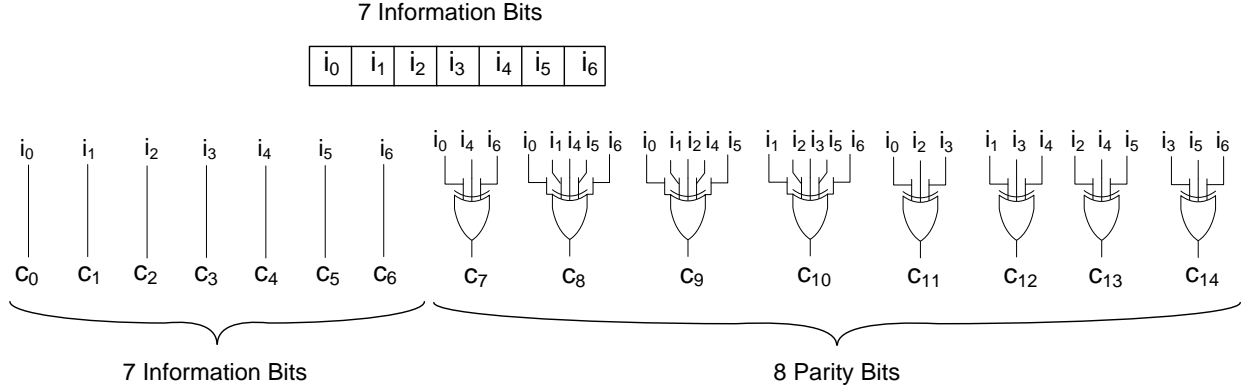 7 Information Bits
i0 i1 i2 i3 i4 i5 i6
i0 i1 i2 i3 i4 i5 i6 i0 i4 i6 i0 i1 i4 i5 i6 i0 i1 i2 i4 i5 i1 i2 i3 i5 i6 i0 i2 i3 i1 i3 i4 i2 i4 i5 i3 i5 i6
c0 c1 c2 c3 c4 c5 c6 c7 c8 c9 c10 c11 c12 c13 c14
7 Information Bits 8 Parity Bits